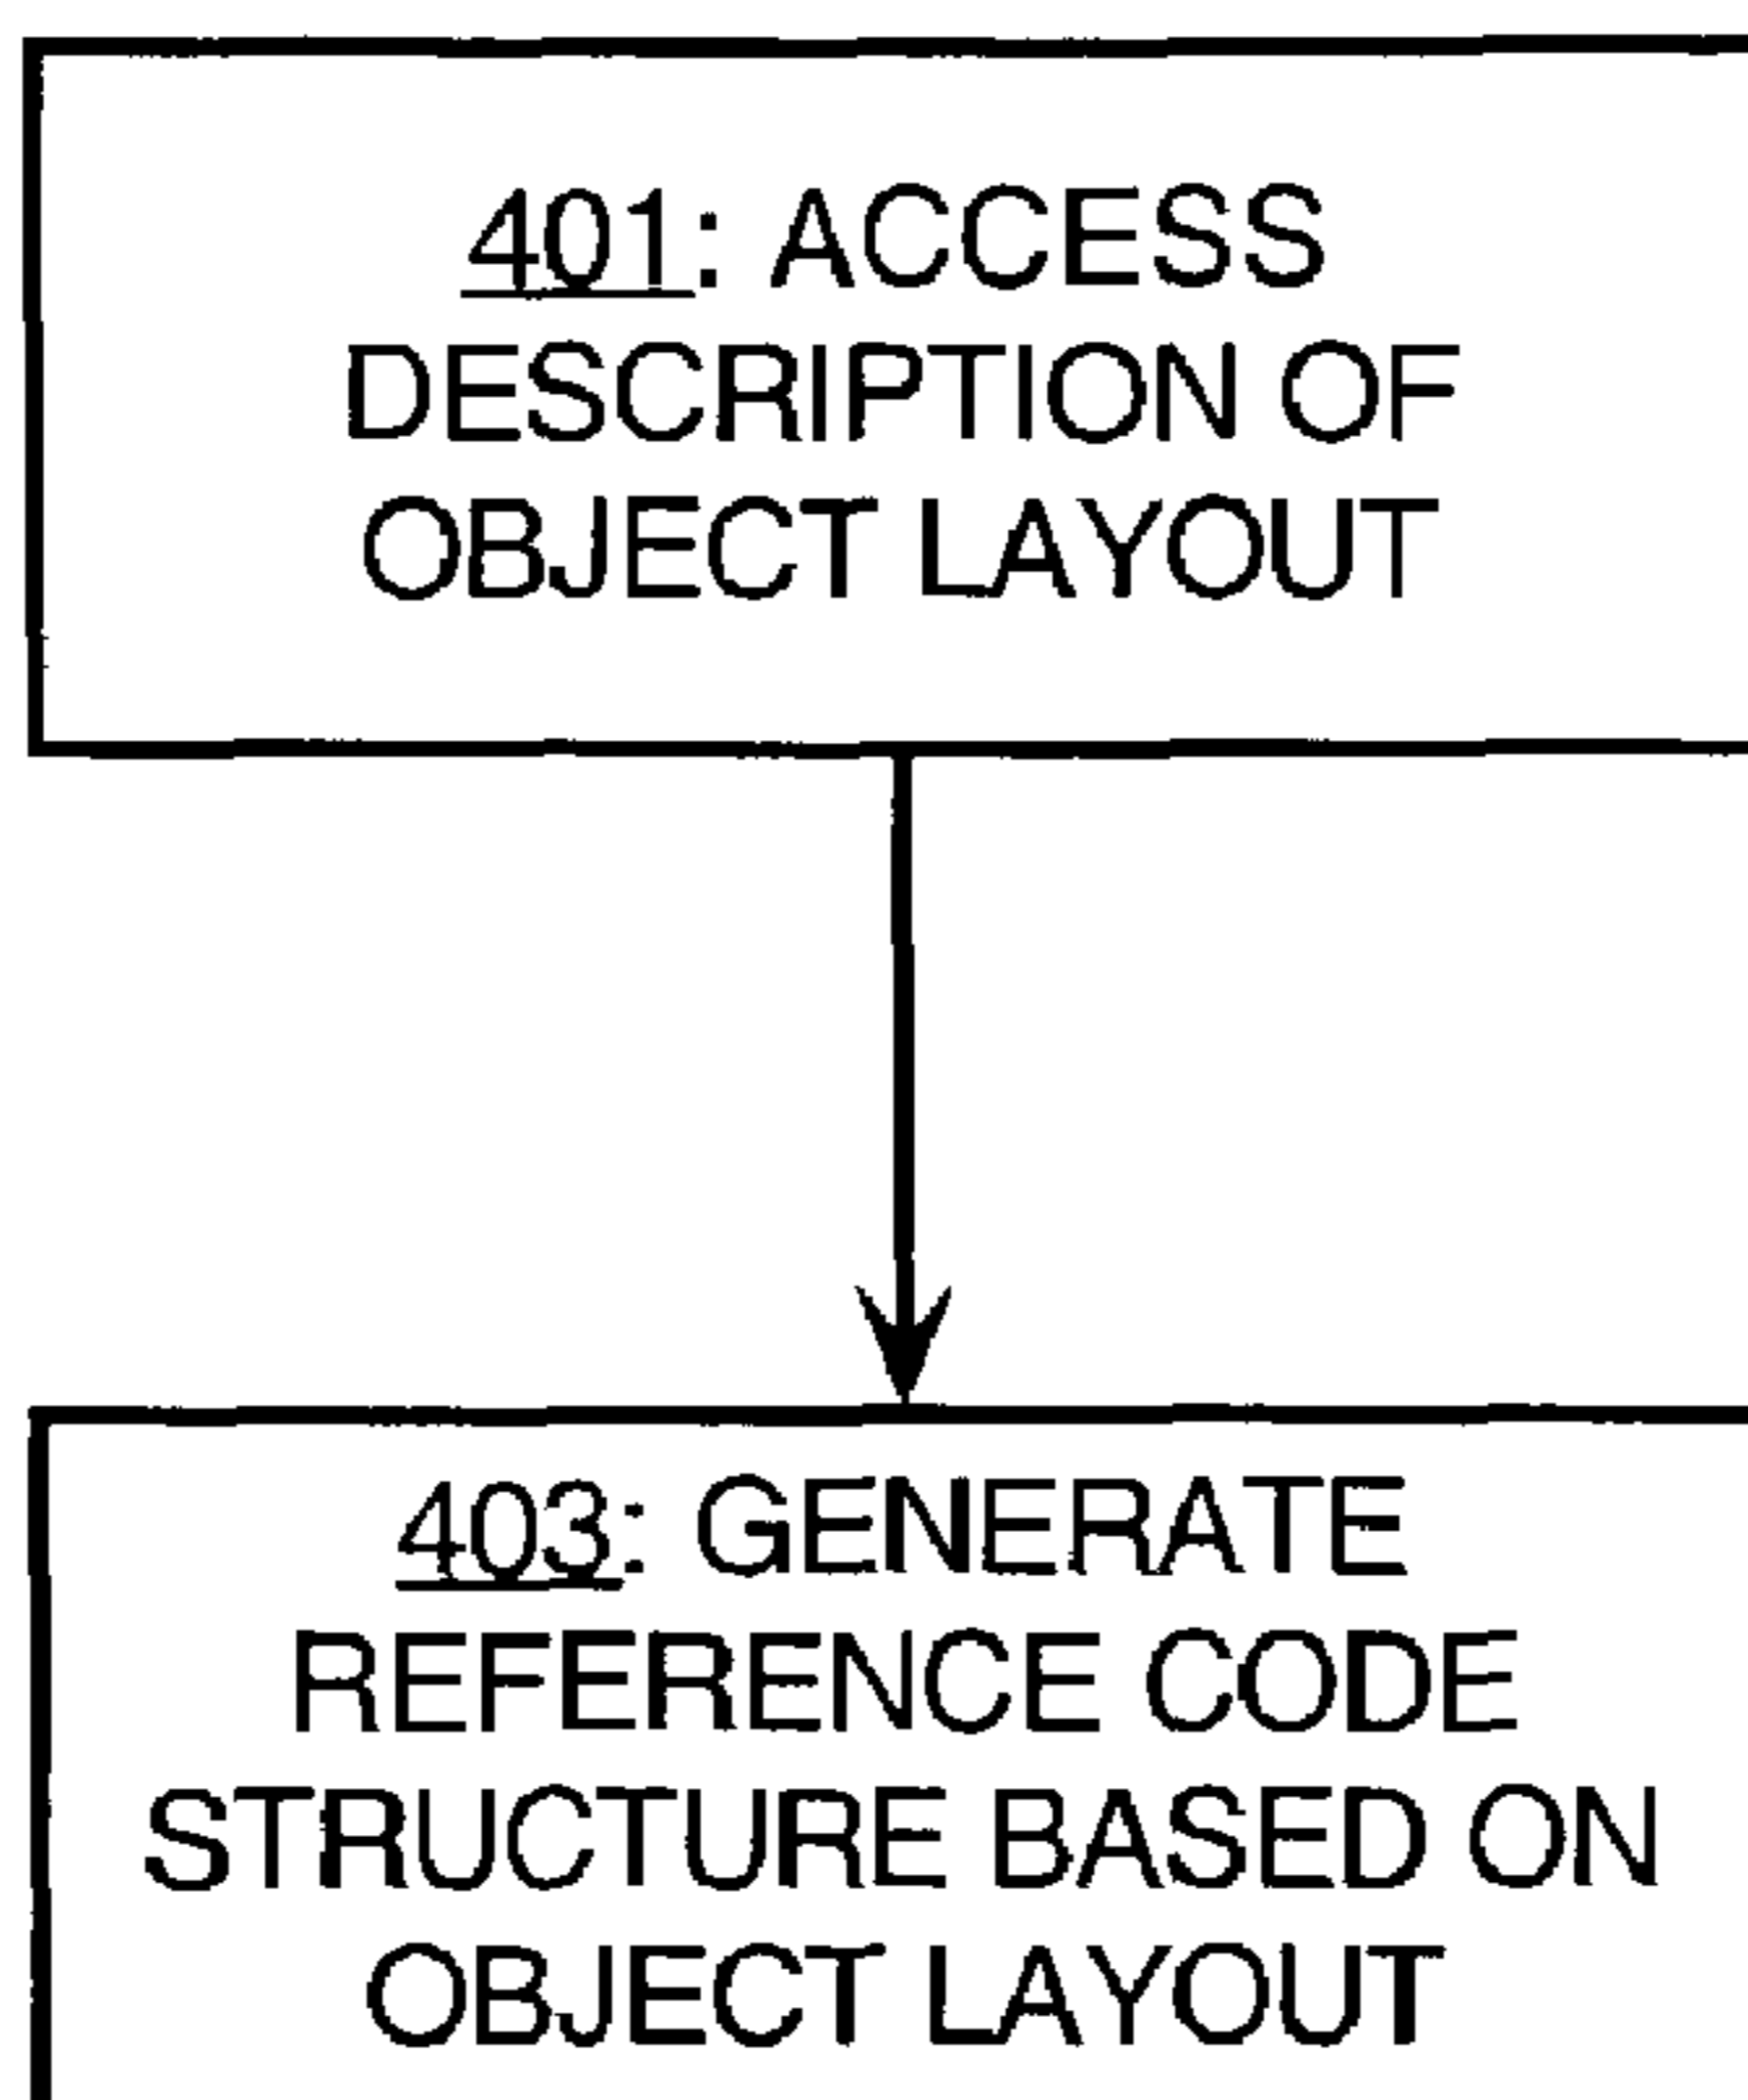 401: ACCESS
DESCRIPTION OF
OBJECT LAYOUT
403: GENERATE
REFERENCE CODE
STRUCTURE BASED ON
OBJECT LAYOUT